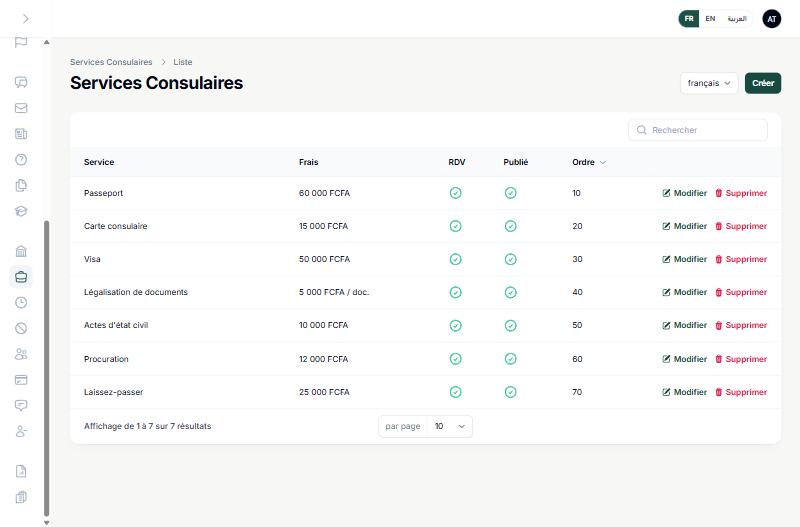 FR EN العربية AT
Services Consulaires Liste
Services Consulaires
français Créer
Rechercher
Service Frais RDV Publié Ordre
Passeport 60 000 FCFA 10 Modifier Supprimer
Carte consulaire 15 000 FCFA 20 Modifier Supprimer
Visa 50 000 FCFA 30 Modifier Supprimer
Légalisation de documents 5 000 FCFA / doc. 40 Modifier Supprimer
Actes d'état civil 10 000 FCFA 50 Modifier Supprimer
Procuration 12 000 FCFA 60 Modifier Supprimer
Laissez-passer 25 000 FCFA 70 Modifier Supprimer
Affichage de 1 à 7 sur 7 résultats par page 10